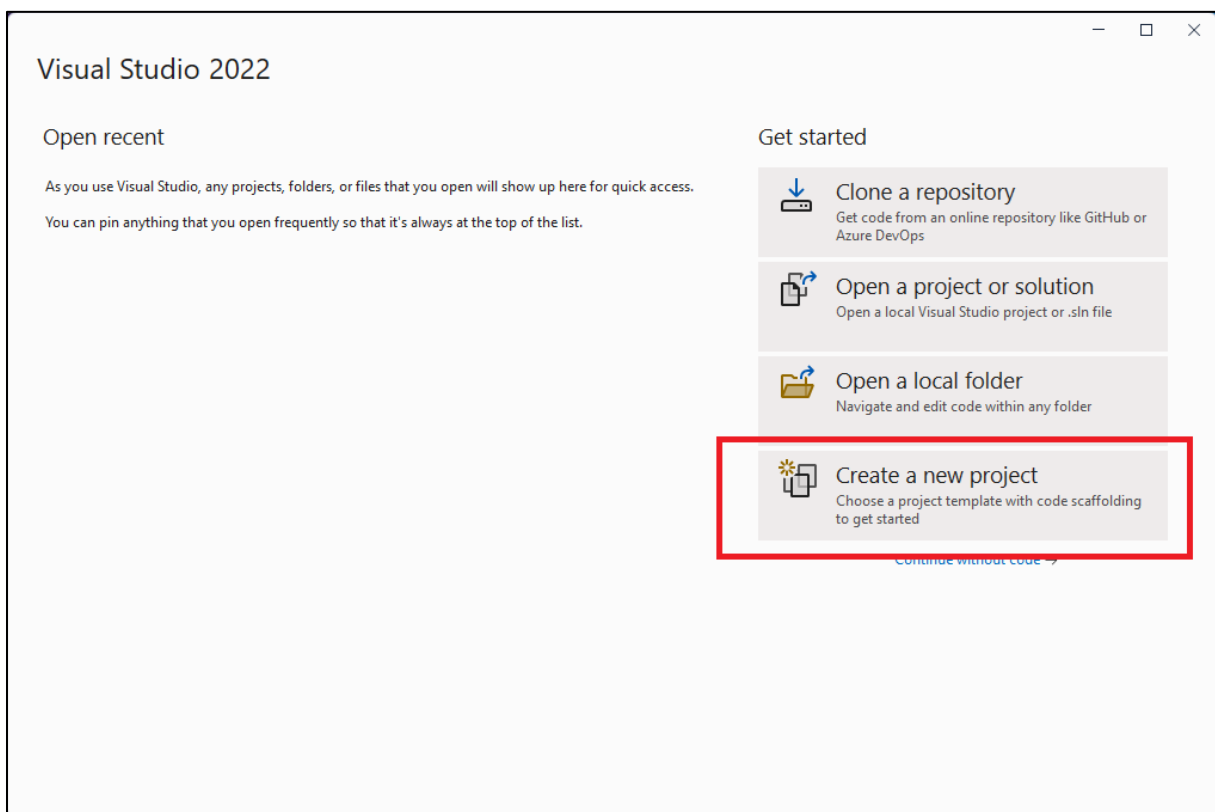 Visual Studio 2022
Open recent
As you use Visual Studio, any projects, folders, or files that you open will show up here for quick access.
You can pin anything that you open frequently so that it's always at the top of the list.
Get started
Clone a repository
Get code from an online repository like GitHub or
Azure DevOps
Open a project or solution
Open a local Visual Studio project or .sln file
Open a local folder
Navigate and edit code within any folder
Create a new project
Choose a project template with code scaffolding
to get started
Continue without code →